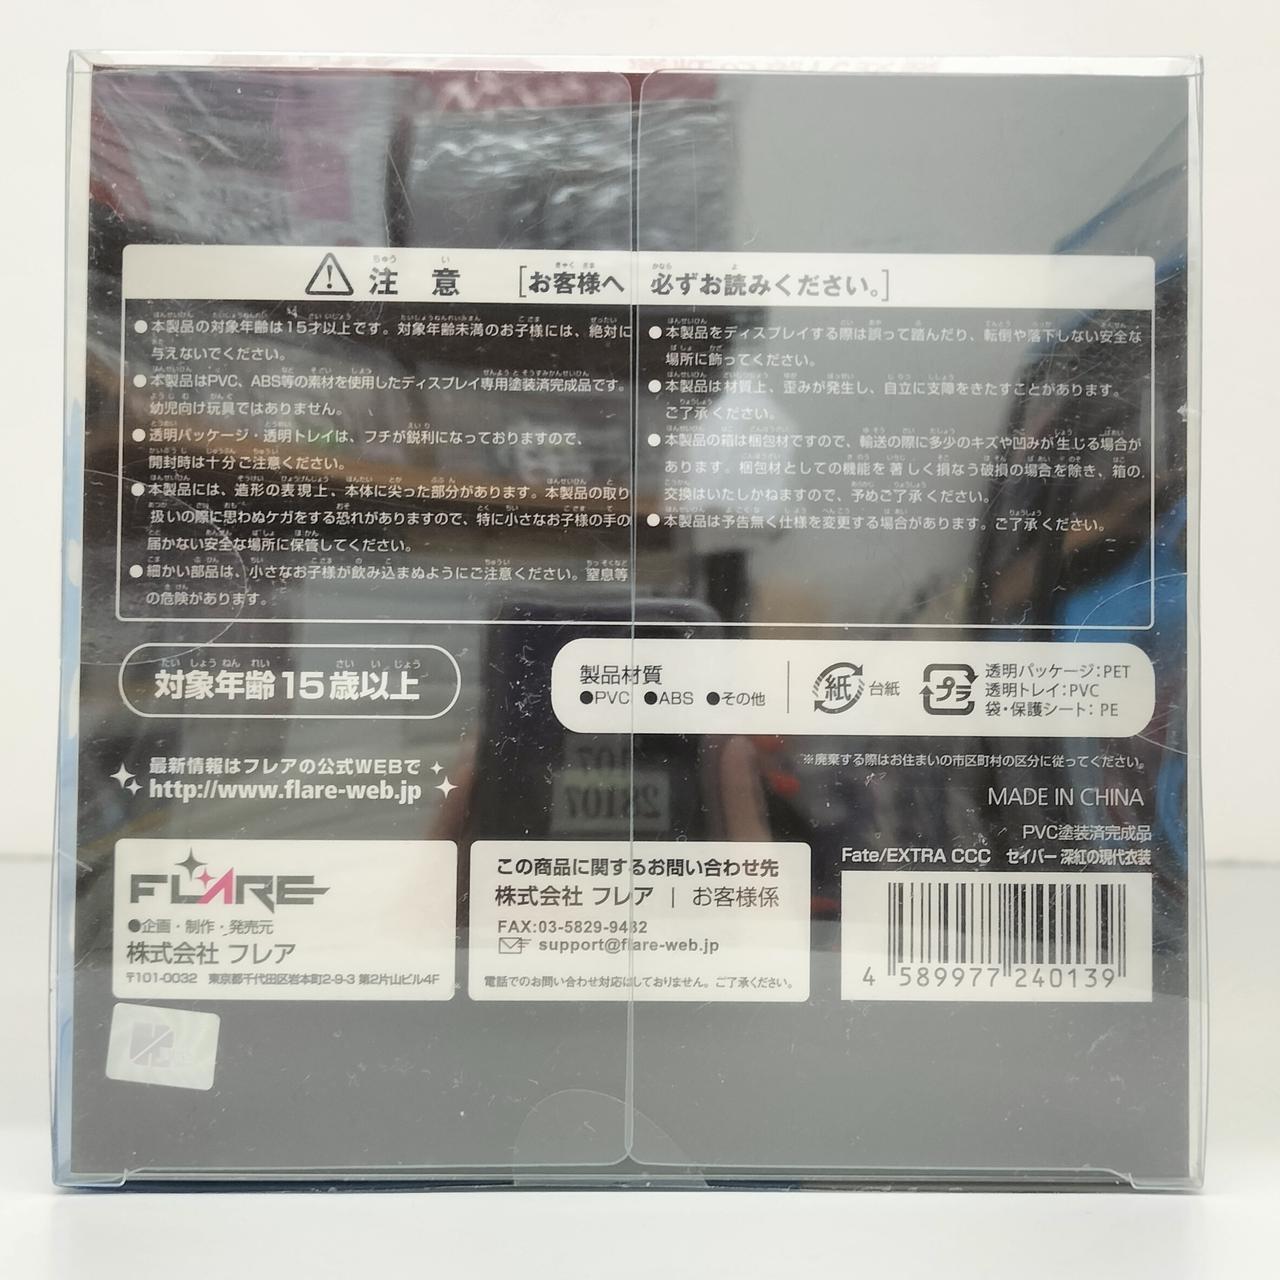 注意 [お客様へ 必ずお読みください。]
●本製品の対象年齢は15才以上です。対象年齢未満のお子様には、絶対に
与えないでください。
●本製品はPVC、ABS等の素材を使用したディスプレイ専用塗装済完成品です。
幼児向け玩具ではありません。
●透明パッケージ・透明トレイは、フチが鋭利になっておりますので、
開封時は十分ご注意ください。
●本製品には、造形の表現上、本体に尖った部分があります。本製品の取り
扱いの際に思わぬケガをする恐れがありますので、特に小さなお子様の手の
届かない安全な場所に保管してください。
●細かい部品は、小さなお子様が飲み込まぬようにご注意ください。窒息等
の危険があります。
●本製品をディスプレイする際は誤って踏んだり、転倒や落下しない安全な
場所に飾ってください。
●本製品は材質上、歪みが発生し、自立に支障をきたすことがあります。
ご了承ください。
●本製品の箱は梱包材ですので、輸送の際に多少のキズや凹みが生じる場合が
あります。梱包材としての機能を著しく損なう破損の場合を除き、箱の
交換はいたしかねますので、予めご了承ください。
●本製品は予告無く仕様を変更する場合があります。ご了承ください。
対象年齢15歳以上
製品材質
●PVC ●ABS ●その他
紙 台紙
プラ
透明パッケージ:PET
透明トレイ:PVC
袋・保護シート:PE
※廃棄する際はお住まいの市区町村の区分に従ってください。
最新情報はフレアの公式WEBで
http://www.flare-web.jp
MADE IN CHINA
PVC塗装済完成品
Fate/EXTRA CCC セイバー 深紅の現代衣装
FLARE
●企画・制作・発売元
株式会社 フレア
〒101-0032 東京都千代田区岩本町2-9-3 第2片山ビル4F
この商品に関するお問い合わせ先
株式会社 フレア | お客様係
FAX:03-5829-9432
support@flare-web.jp
電話でのお問い合わせ対応はしておりません。ご了承ください。
4 589977 240139